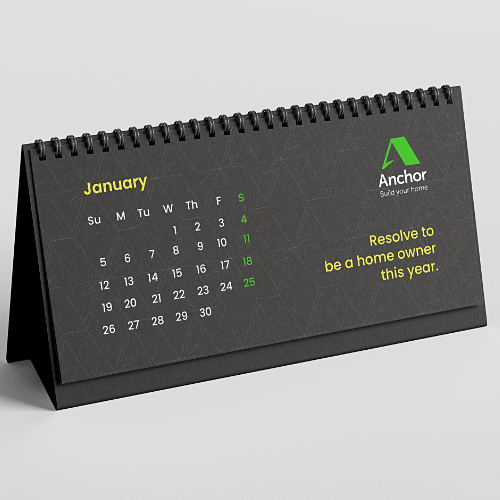 January
Su M Tu W Th F S
1 2 3 4
5 6 7 8 9 10 11
12 13 14 15 16 17 18
19 20 21 22 23 24 25
26 27 28 29 30
Anchor
Build your home
Resolve to
be a home owner
this year.